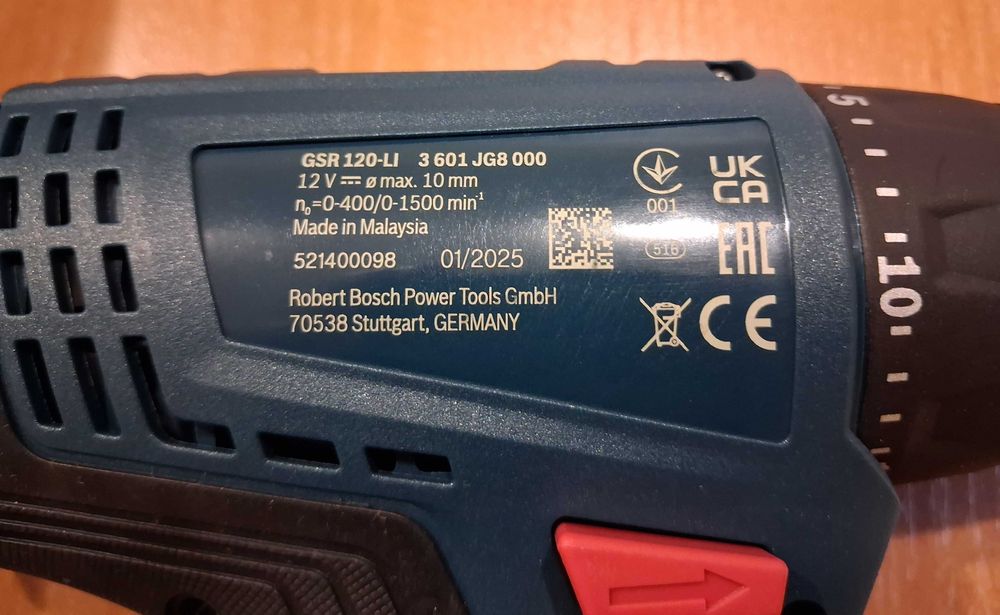 GSR 120-LI 3 601 JG8 000
12 V ⎓ ø max. 10 mm
n₀=0-400/0-1500 min⁻¹
Made in Malaysia
521400098 01/2025
Robert Bosch Power Tools GmbH
70538 Stuttgart, GERMANY
001
UK
CA
516
EAC
CE
5
10